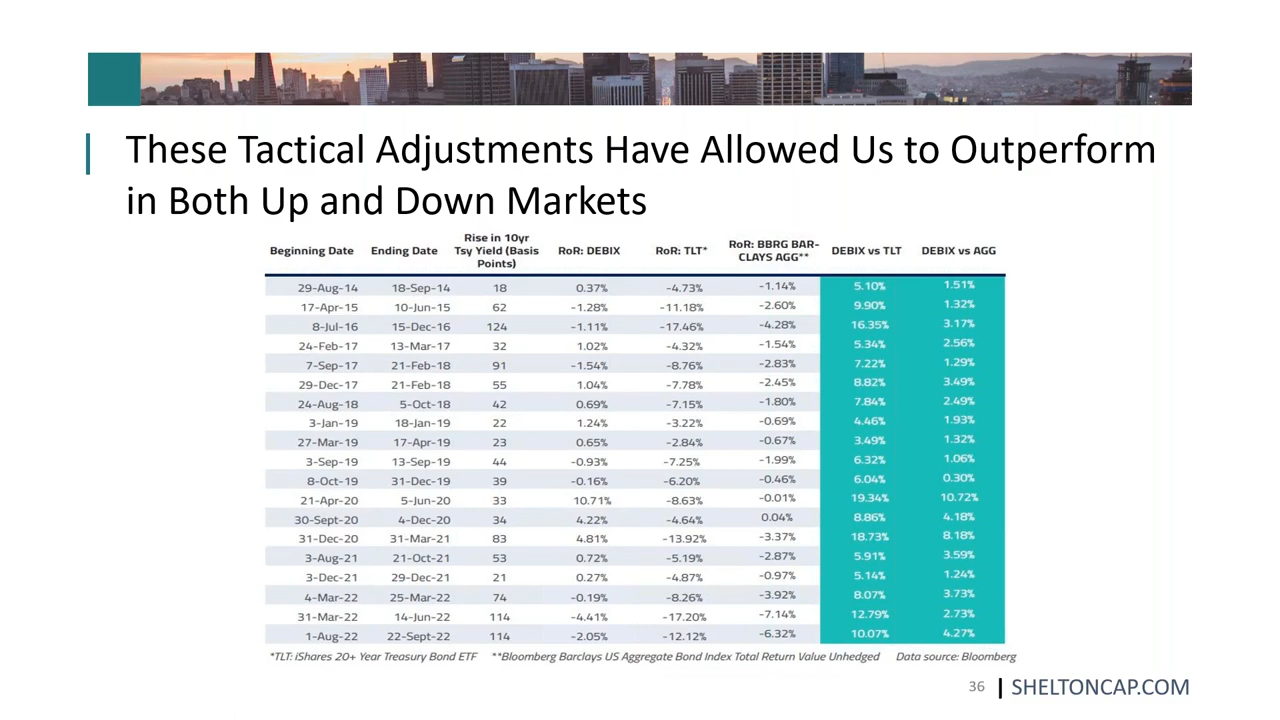 These Tactical Adjustments Have Allowed Us to Outperform
in Both Up and Down Markets
Beginning Date Ending Date Rise in 10yr Tsy Yield (Basis Points) RoR: DEBIX RoR: TLT* RoR: BBRG BAR-CLAYS AGG** DEBIX vs TLT DEBIX vs AGG
29-Aug-14 18-Sep-14 18 0.37% -4.73% -1.14% 5.10% 1.51%
17-Apr-15 10-Jun-15 62 -1.28% -11.18% -2.60% 9.90% 1.32%
8-Jul-16 15-Dec-16 124 -1.11% -17.46% -4.28% 16.35% 3.17%
24-Feb-17 13-Mar-17 32 1.02% -4.32% -1.54% 5.34% 2.56%
7-Sep-17 21-Feb-18 91 -1.54% -8.76% -2.83% 7.22% 1.29%
29-Dec-17 21-Feb-18 55 1.04% -7.78% -2.45% 8.82% 3.49%
24-Aug-18 5-Oct-18 42 0.69% -7.15% -1.80% 7.84% 2.49%
3-Jan-19 18-Jan-19 22 1.24% -3.22% -0.69% 4.46% 1.93%
27-Mar-19 17-Apr-19 23 0.65% -2.84% -0.67% 3.49% 1.32%
3-Sep-19 13-Sep-19 44 -0.93% -7.25% -1.99% 6.32% 1.06%
8-Oct-19 31-Dec-19 39 -0.16% -6.20% -0.46% 6.04% 0.30%
21-Apr-20 5-Jun-20 33 10.71% -8.63% -0.01% 19.34% 10.72%
30-Sept-20 4-Dec-20 34 4.22% -4.64% 0.04% 8.86% 4.18%
31-Dec-20 31-Mar-21 83 4.81% -13.92% -3.37% 18.73% 8.18%
3-Aug-21 21-Oct-21 53 0.72% -5.19% -2.87% 5.91% 3.59%
3-Dec-21 29-Dec-21 21 0.27% -4.87% -0.97% 5.14% 1.24%
4-Mar-22 25-Mar-22 74 -0.19% -8.26% -3.92% 8.07% 3.73%
31-Mar-22 14-Jun-22 114 -4.41% -17.20% -7.14% 12.79% 2.73%
1-Aug-22 22-Sept-22 114 -2.05% -12.12% -6.32% 10.07% 4.27%
*TLT: iShares 20+ Year Treasury Bond ETF **Bloomberg Barclays US Aggregate Bond Index Total Return Value Unhedged Data source: Bloomberg
36 | SHELTONCAP.COM